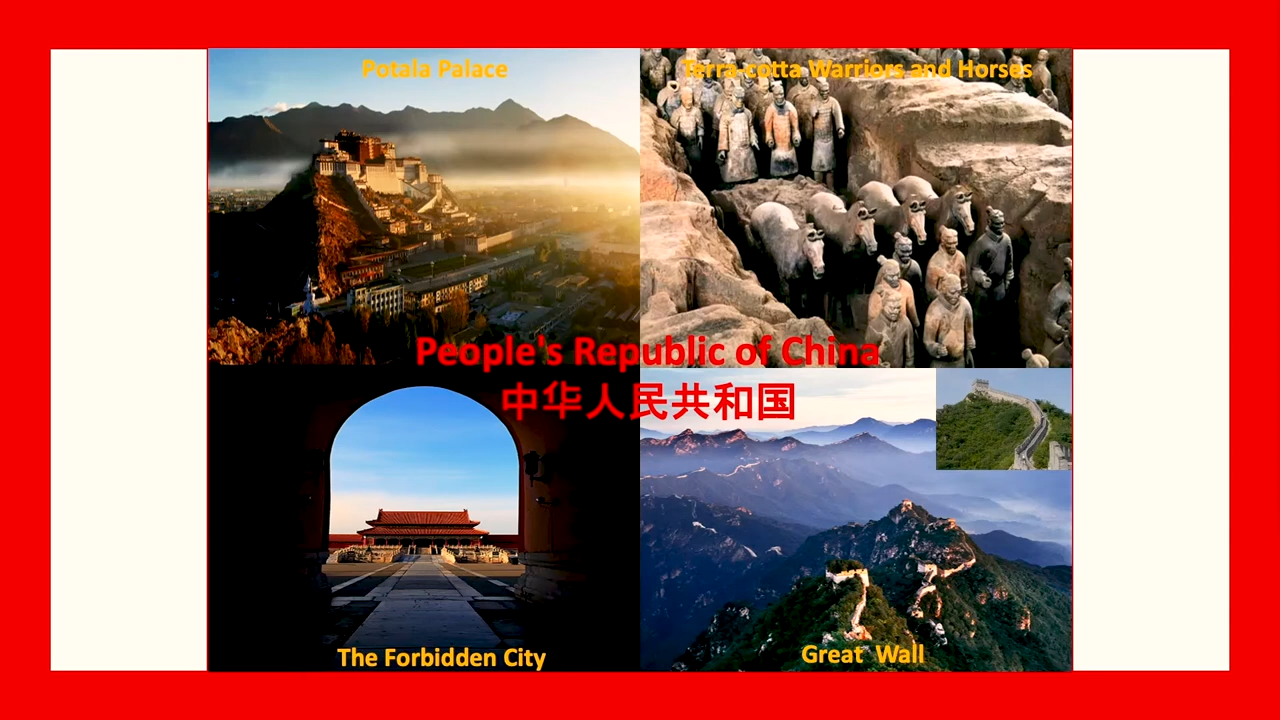 Potala Palace
Terra-cotta Warriors and Horses
People's Republic of China
中华人民共和国
The Forbidden City
Great Wall